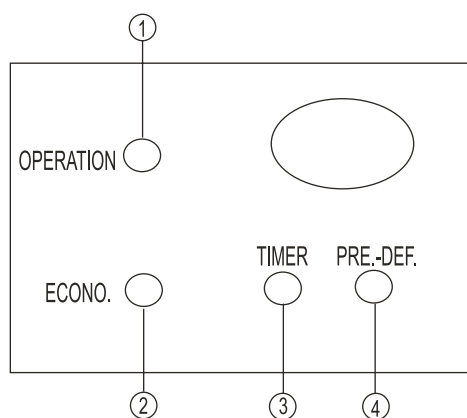 ①
OPERATION
TIMER PRE.-DEF.
ECONO.
② ③ ④